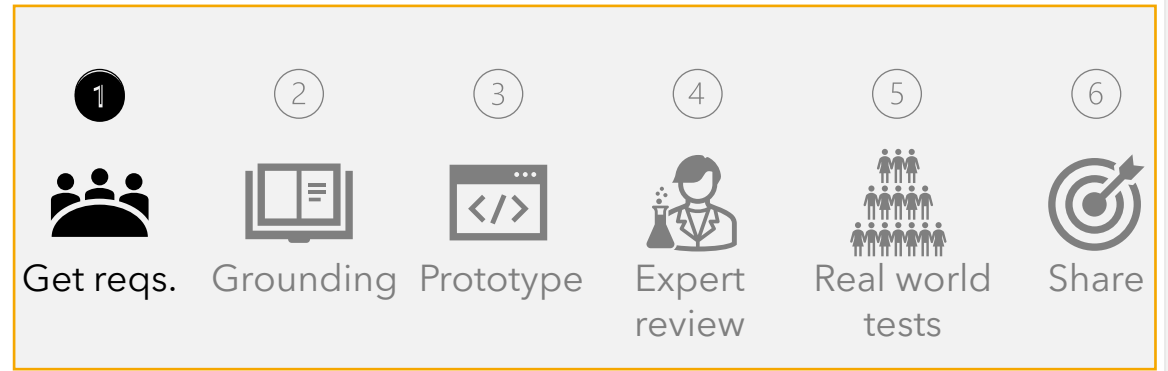 1 2 3 4 5 6
</>
Get reqs. Grounding Prototype Expert Real world Share
review tests